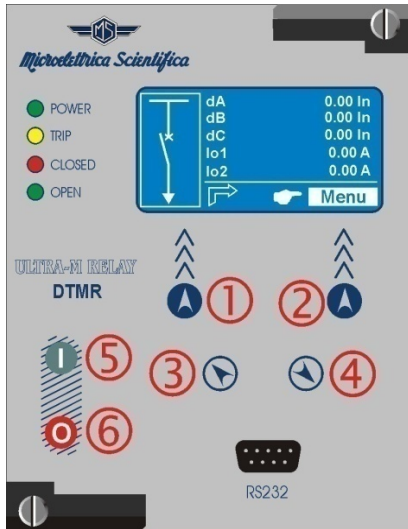 MS
Microelettrica Scientifica
POWER
TRIP
CLOSED
OPEN
dA 0.00 In
dB 0.00 In
dC 0.00 In
Io1 0.00 A
Io2 0.00 A
Menu
ULTRA-M RELAY
DTMR
1
2
3
4
I 5
O 6
RS232